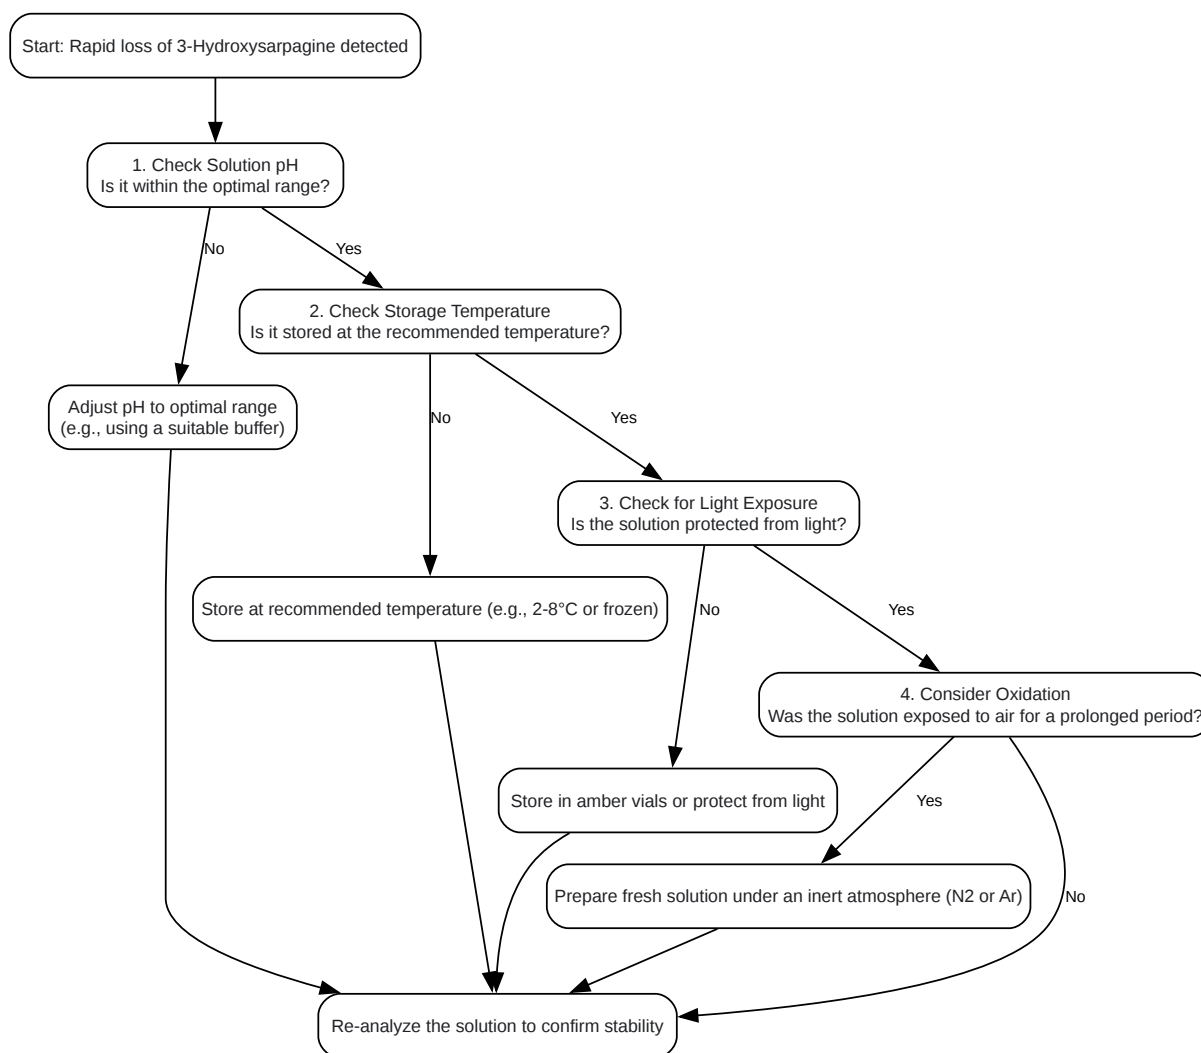 Start: Rapid loss of 3-Hydroxysarpagine detected
1. Check Solution pH
Is it within the optimal range?
No
Yes
2. Check Storage Temperature
Is it stored at the recommended temperature?
Adjust pH to optimal range
(e.g., using a suitable buffer)
No
Yes
3. Check for Light Exposure
Is the solution protected from light?
Store at recommended temperature (e.g., 2-8°C or frozen)
No
Yes
4. Consider Oxidation
Was the solution exposed to air for a prolonged period?
Store in amber vials or protect from light
Yes
Prepare fresh solution under an inert atmosphere (N2 or Ar)
No
Re-analyze the solution to confirm stability